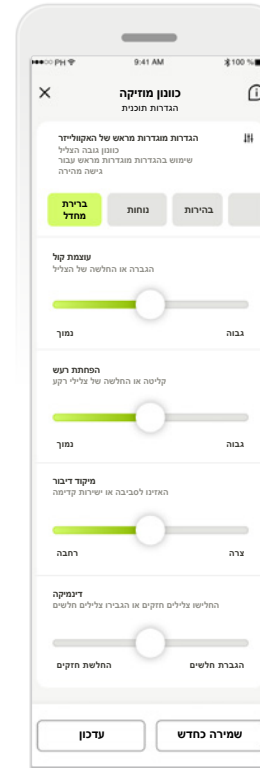 PH 9:41 AM 100 %
כוונון מוזיקה
הגדרות תוכנית
הגדרות מוגדרות מראש של האקולייזר
כוונון גובה הצליל
שימוש בהגדרות מוגדרות מראש עבור
גישה מהירה
ברירת
מחדל
נוחות
בהירות
עוצמת קול
הגברה או החלשה של הצליל
נמוך
גבוה
הפחתת רעש
קליטה או החלשה של צלילי רקע
נמוך
גבוה
מיקוד דיבור
האזינו לסביבה או ישירות קדימה
רחבה
צרה
דינמיקה
החלישו צלילים חזקים או הגבירו צלילים חלשים
החלשת חזקים
הגברת חלשים
עדכון
שמירה כחדש